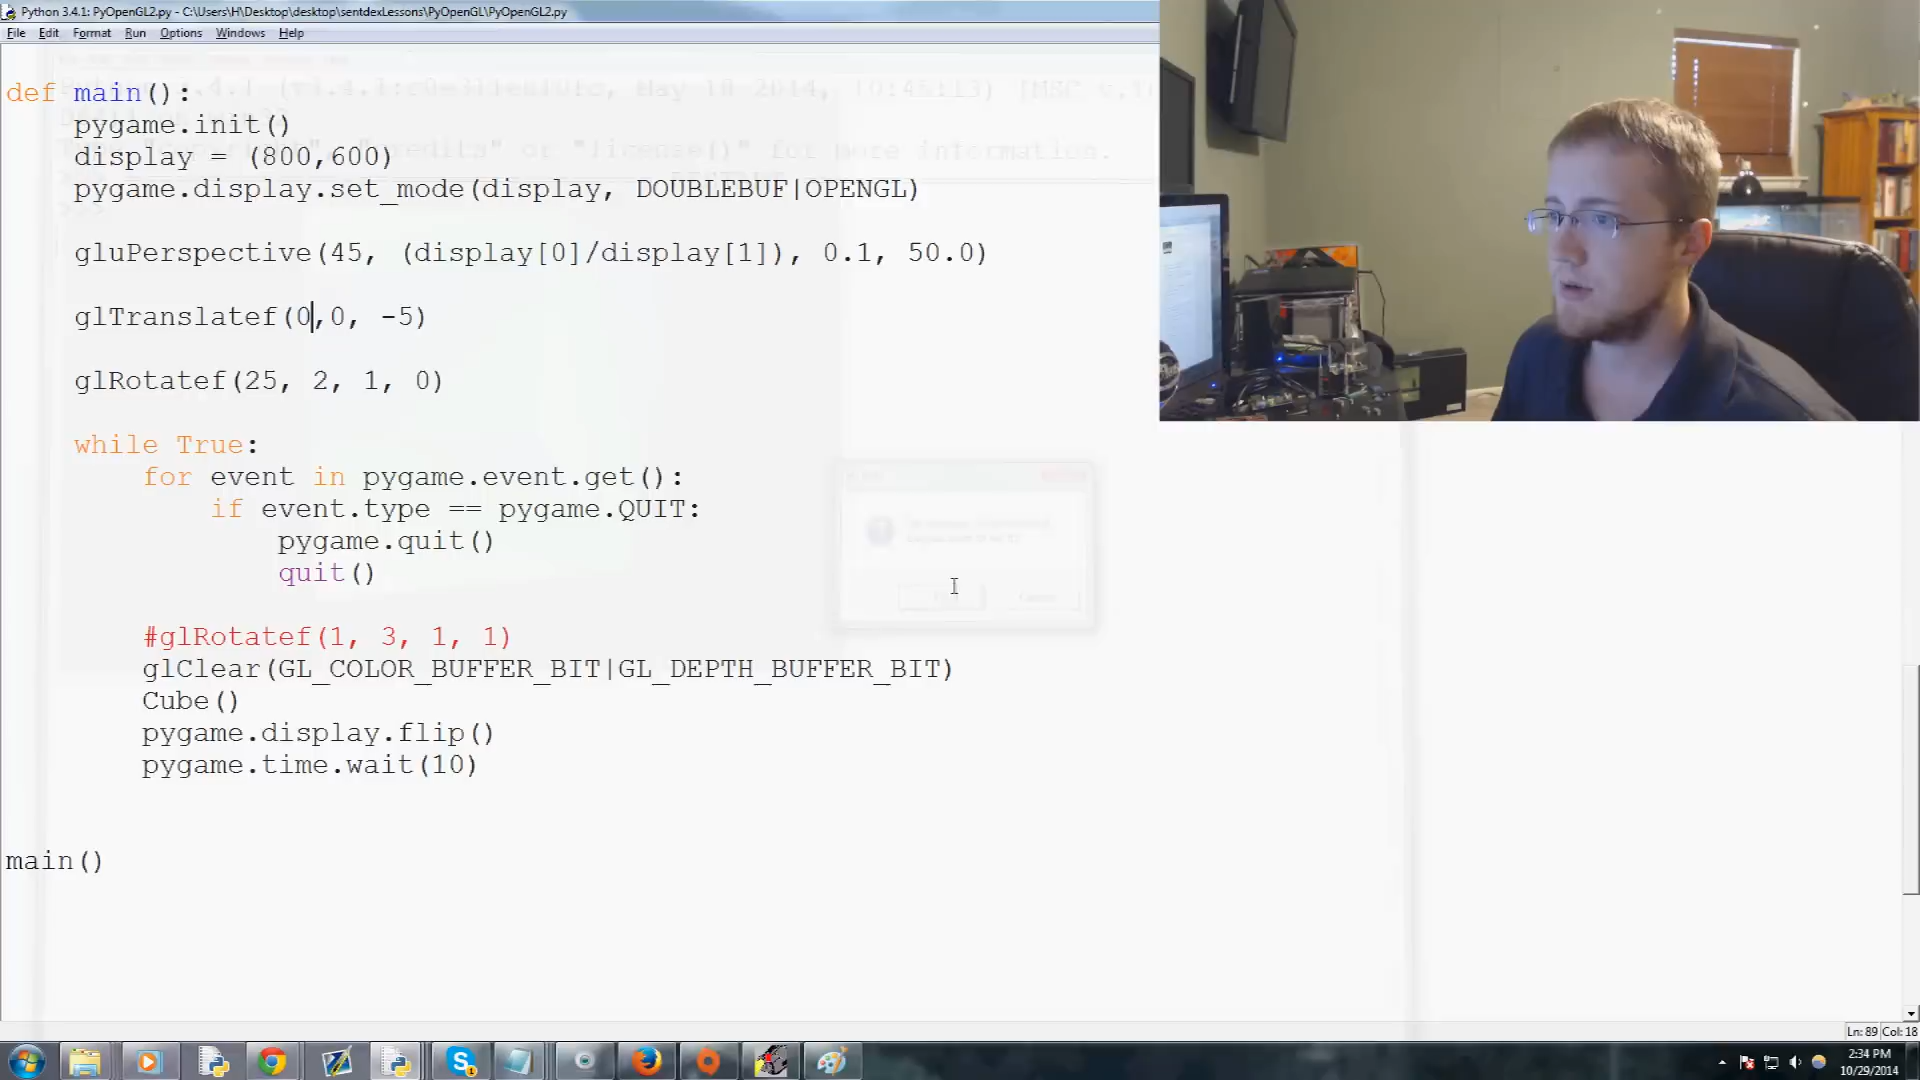 Python 3.4.1: PyOpenGL2.py - C:\Users\H\Desktop\desktop\sentdexLessons\PyOpenGL\PyOpenGL2.py
File Edit Format Run Options Windows Help
def main():
pygame.init()
display = (800,600)
pygame.display.set_mode(display, DOUBLEBUF|OPENGL)
gluPerspective(45, (display[0]/display[1]), 0.1, 50.0)
glTranslatef(0,0, -5)
glRotatef(25, 2, 1, 0)
while True:
for event in pygame.event.get():
if event.type == pygame.QUIT:
pygame.quit()
quit()
#glRotatef(1, 3, 1, 1)
glClear(GL_COLOR_BUFFER_BIT|GL_DEPTH_BUFFER_BIT)
Cube()
pygame.display.flip()
pygame.time.wait(10)
main()
Ln: 89 Col: 18
2:34 PM
10/29/2014